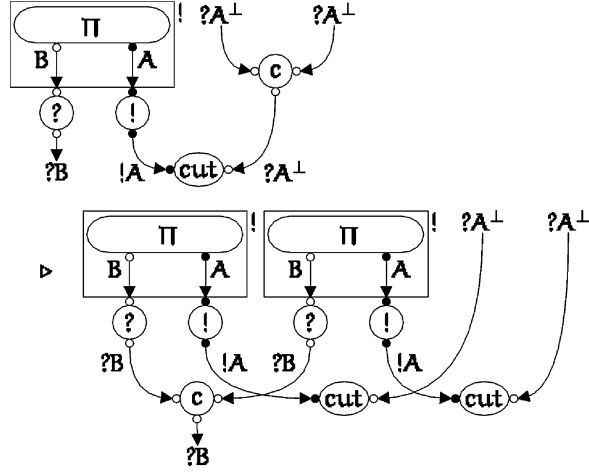 Π ! ?A⊥ ?A⊥
B A c
? !
?B !A cut ?A⊥
▷ Π ! Π ! ?A⊥ ?A⊥
B A B A
? ! ? !
?B !A ?B !A
c cut cut
?B